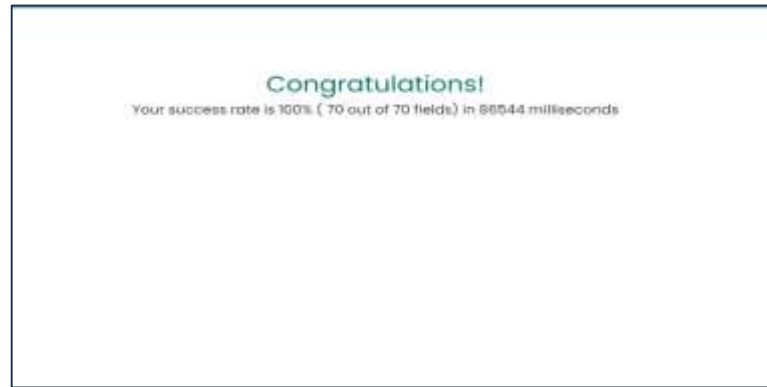 Congratulations!
Your success rate is 100% ( 70 out of 70 fields) in 86544 milliseconds